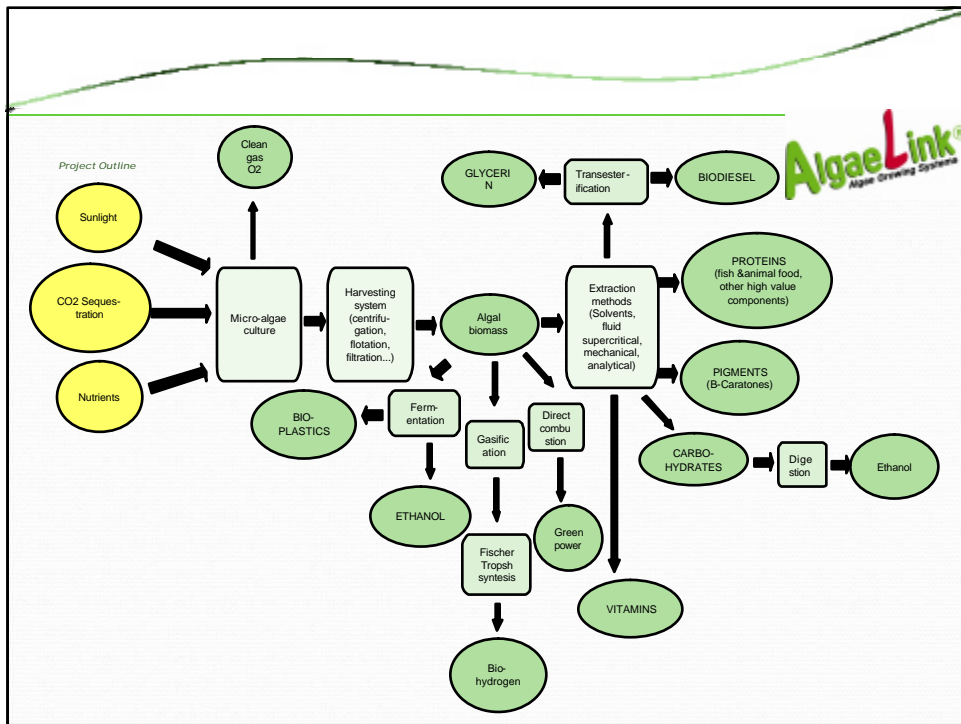 Project Outline
AlgaeLink®
Algae Growing Systems
Sunlight
CO2 Seques-
tration
Nutrients
Clean
gas
O2
Micro-algae
culture
Harvesting
system
(centrifu-
gation,
flotation,
filtration...)
Algal
biomass
Extraction
methods
(Solvents,
fluid
supercritical,
mechanical,
analytical)
GLYCERI
N
Transester-
ification
BIODIESEL
PROTEINS
(fish &animal food,
other high value
components)
PIGMENTS
(B-Caratones)
CARBO-
HYDRATES
Dige
stion
Ethanol
BIO-
PLASTICS
Ferm-
entation
ETHANOL
Gasific
ation
Direct
combu
stion
Green
power
Fischer
Tropsh
syntesis
Bio-
hydrogen
VITAMINS